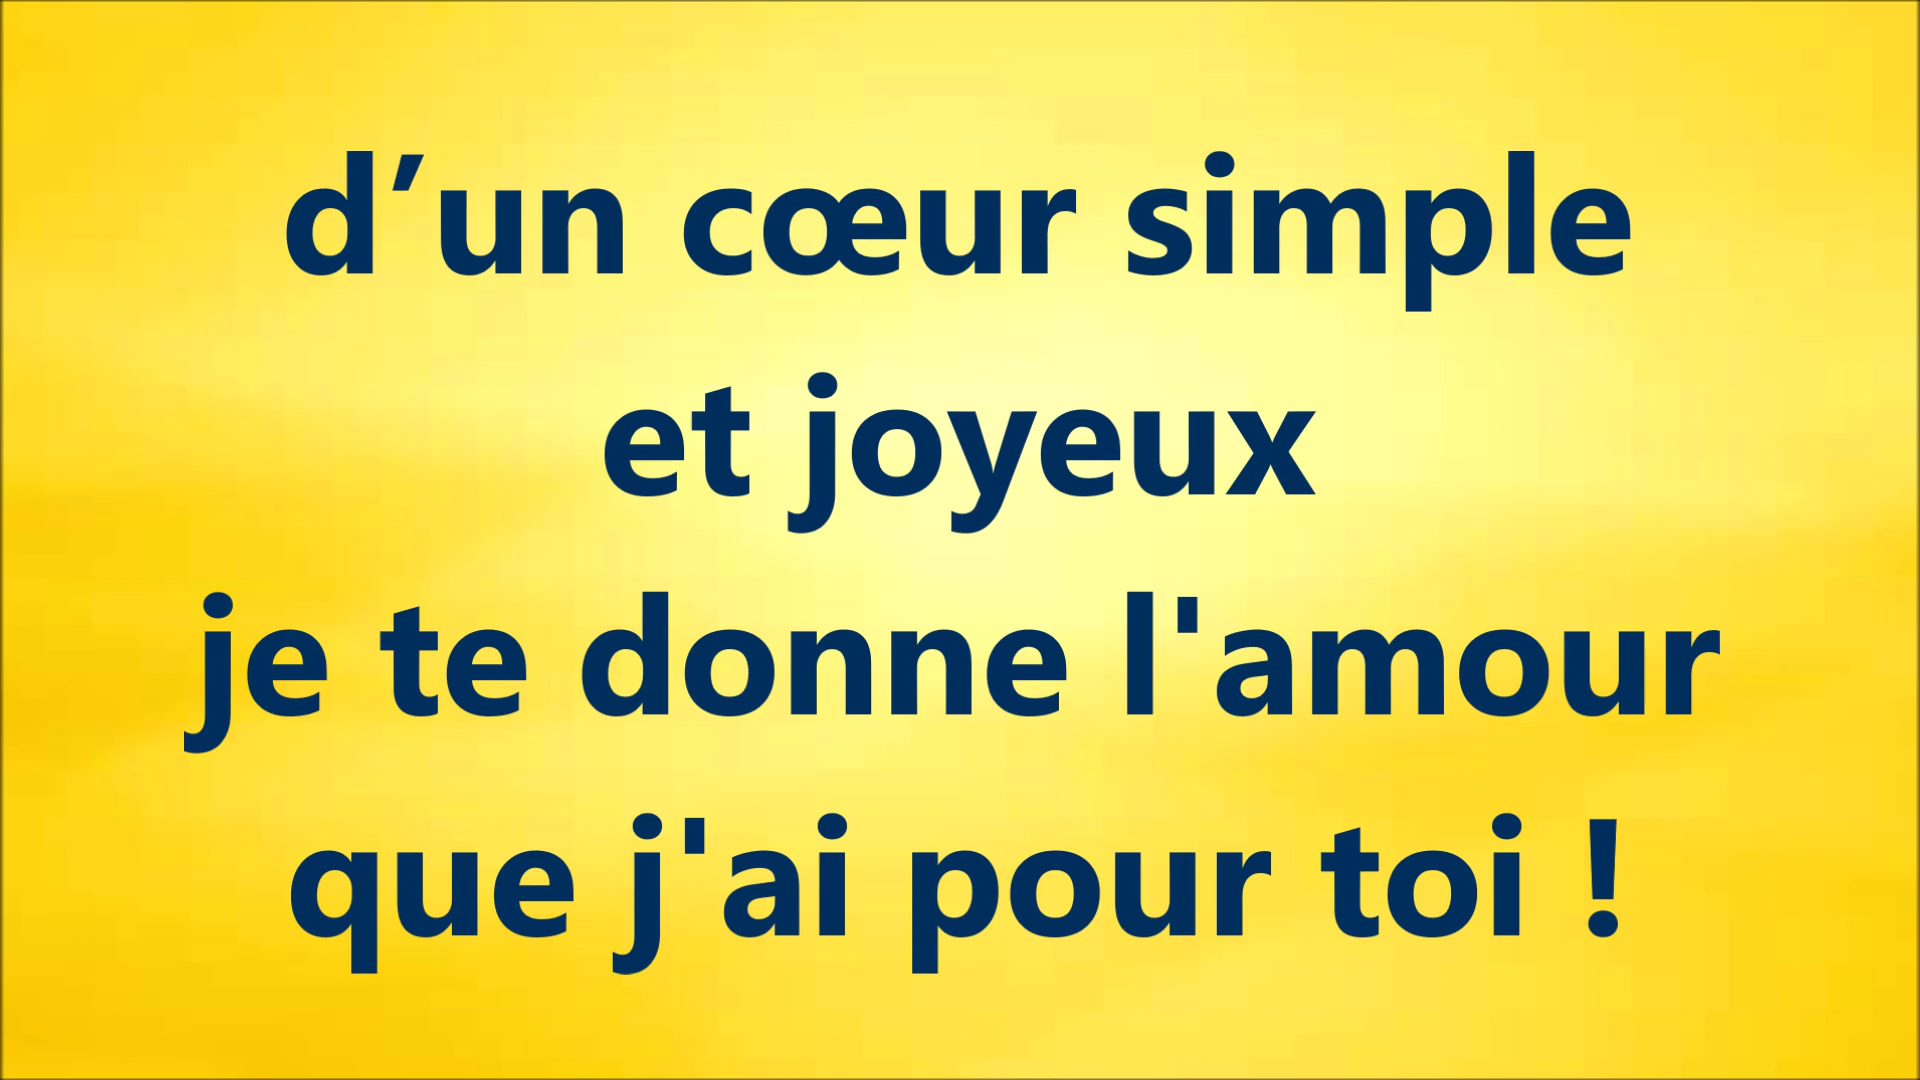 d’un cœur simple
et joyeux
je te donne l'amour
que j'ai pour toi !